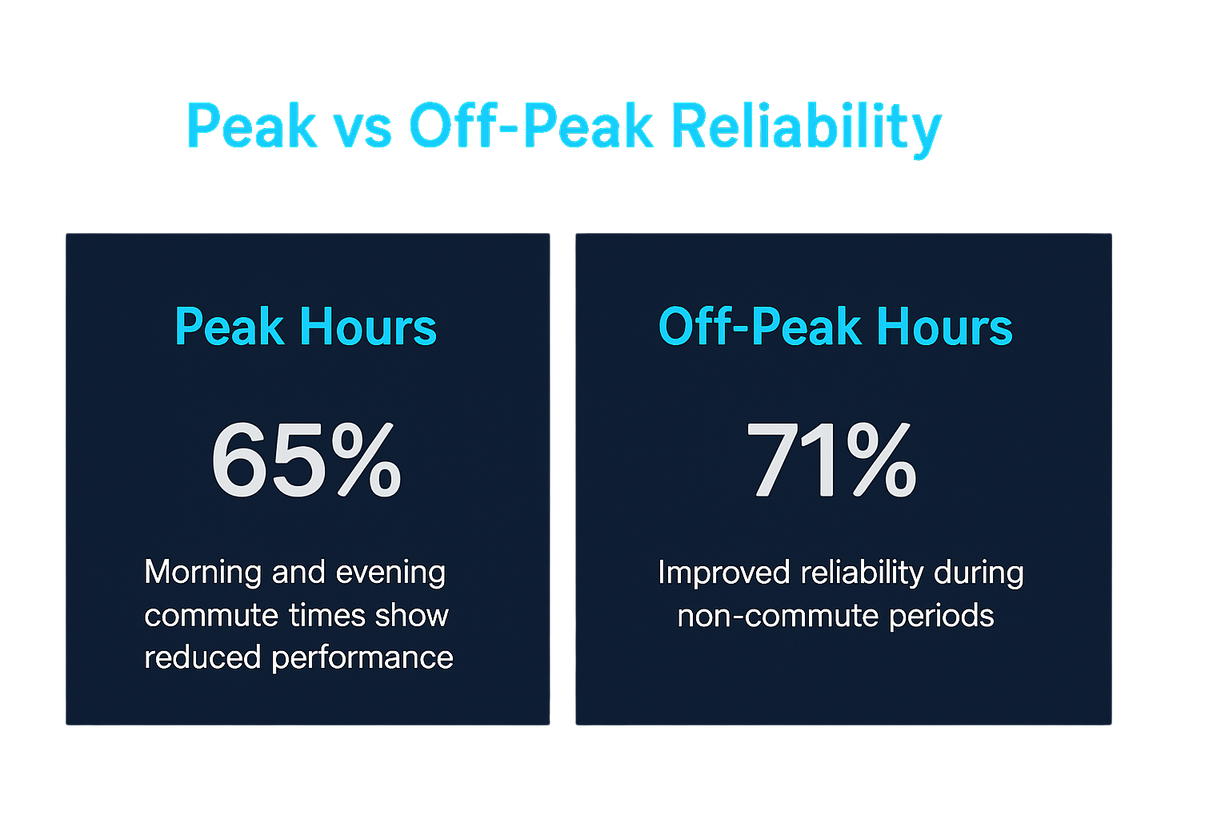 Peak vs Off-Peak Reliability
Peak Hours
65%
Morning and evening
commute times show
reduced performance
Off-Peak Hours
71%
Improved reliability during
non-commute periods